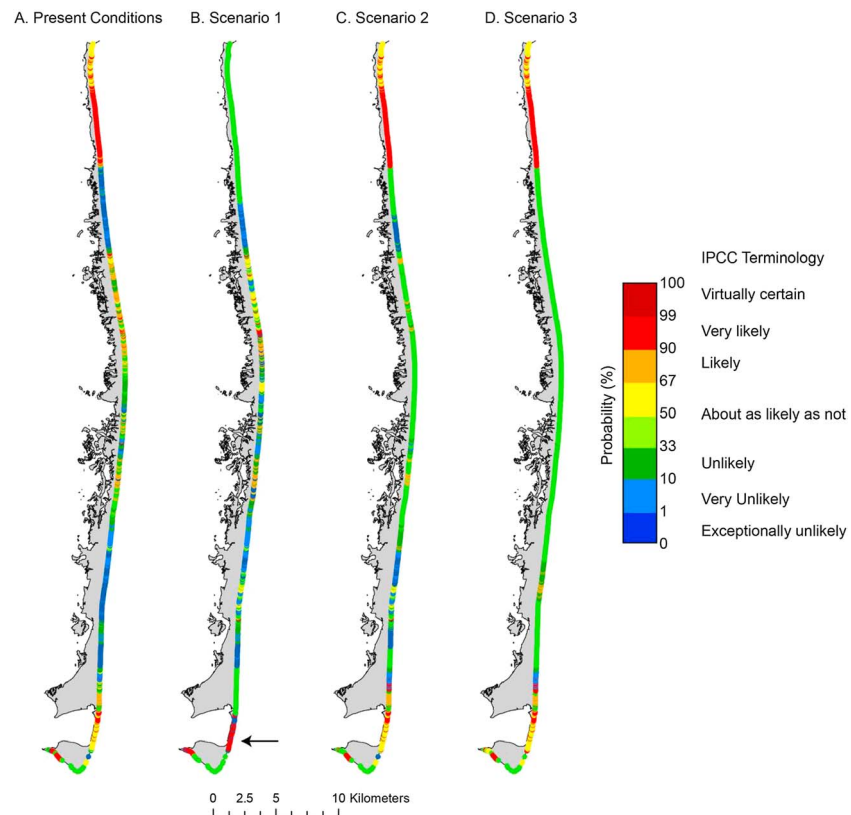 A. Present Conditions
B. Scenario 1
C. Scenario 2
D. Scenario 3
IPCC Terminology
Probability (%)
100
Virtually certain
99
Very likely
90
Likely
67
50
About as likely as not
33
Unlikely
10
Very Unlikely
1
Exceptionally unlikely
0
0 2.5 5 10 Kilometers